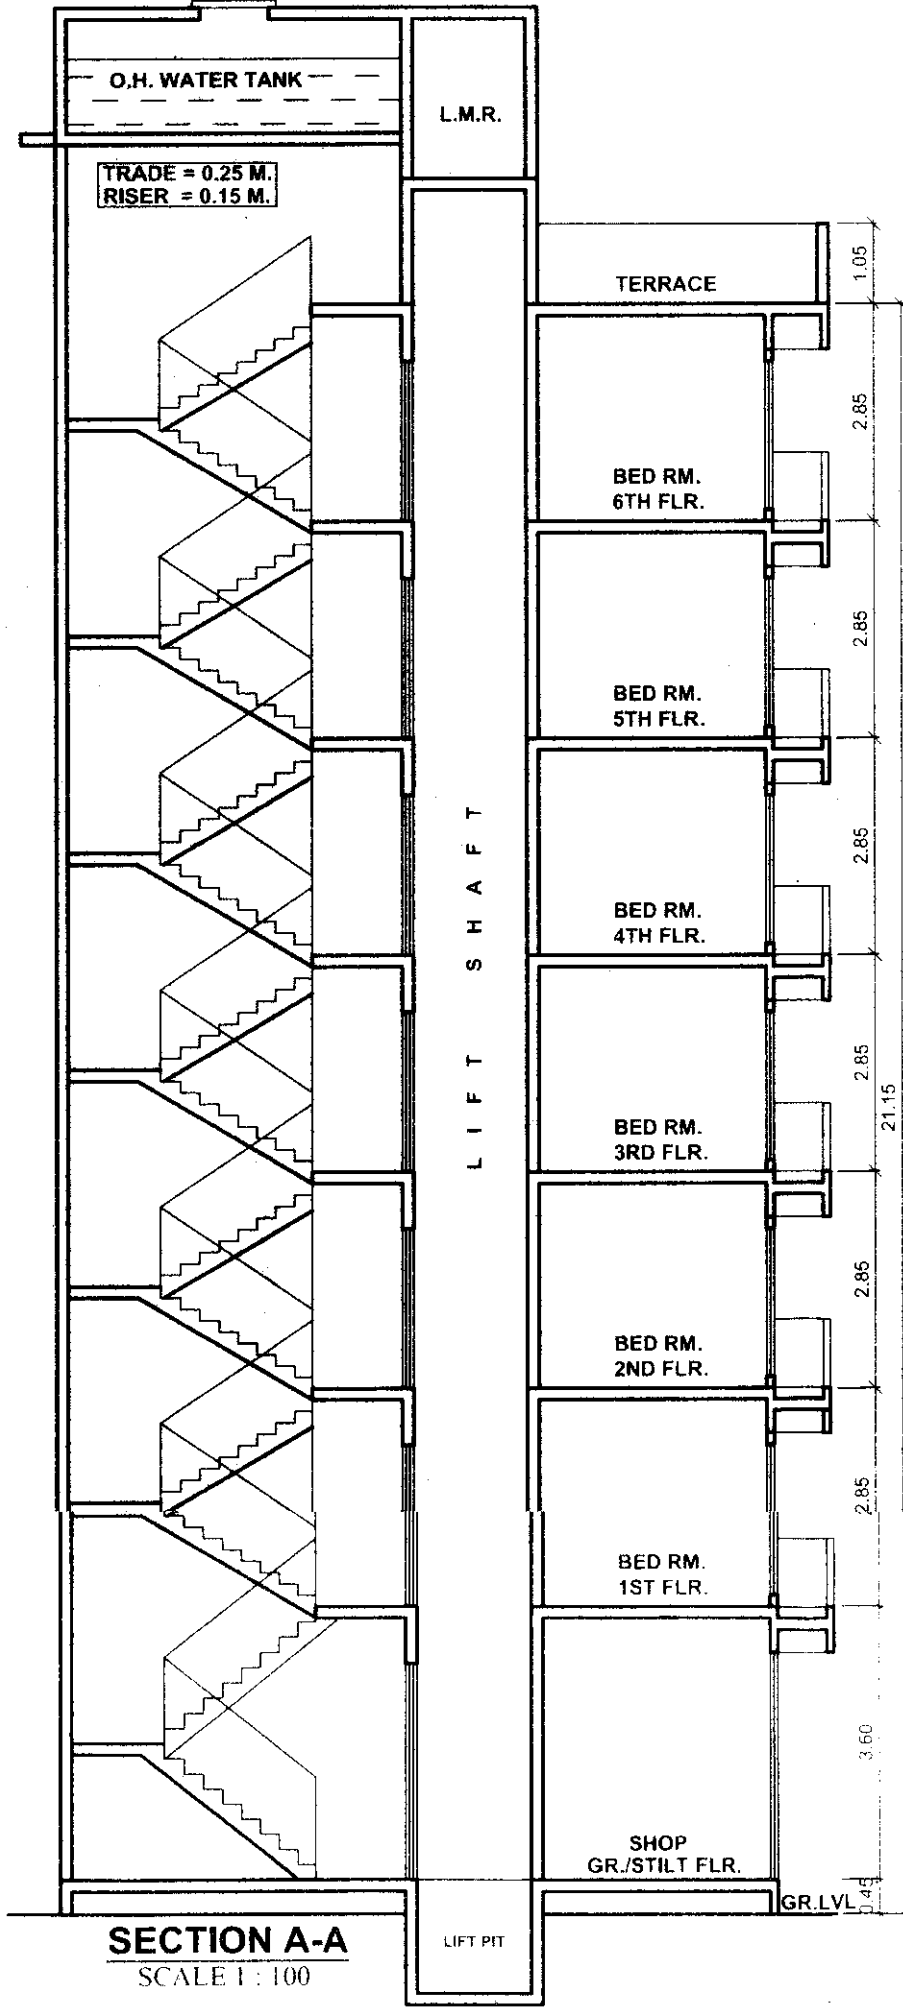 O.H. WATER TANK
L.M.R.
TRADE = 0.25 M.
RISER = 0.15 M.
1.05
TERRACE
2.85
BED RM.
6TH FLR.
2.85
BED RM.
5TH FLR.
2.85
BED RM.
4TH FLR.
LIFT SHAFT
2.85
BED RM.
3RD FLR.
21.15
2.85
BED RM.
2ND FLR.
2.85
BED RM.
1ST FLR.
3.60
SHOP
GR./STILT FLR.
0.45
GR.LVL
SECTION A-A
SCALE 1 : 100
LIFT PIT